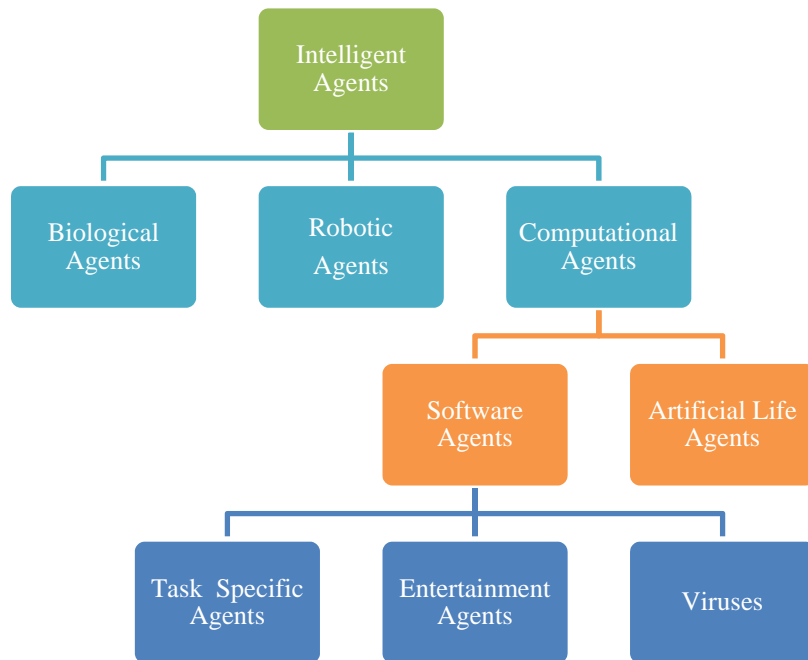 Intelligent
Agents
Biological
Agents
Robotic
Agents
Computational
Agents
Software
Agents
Artificial Life
Agents
Task Specific
Agents
Entertainment
Agents
Viruses